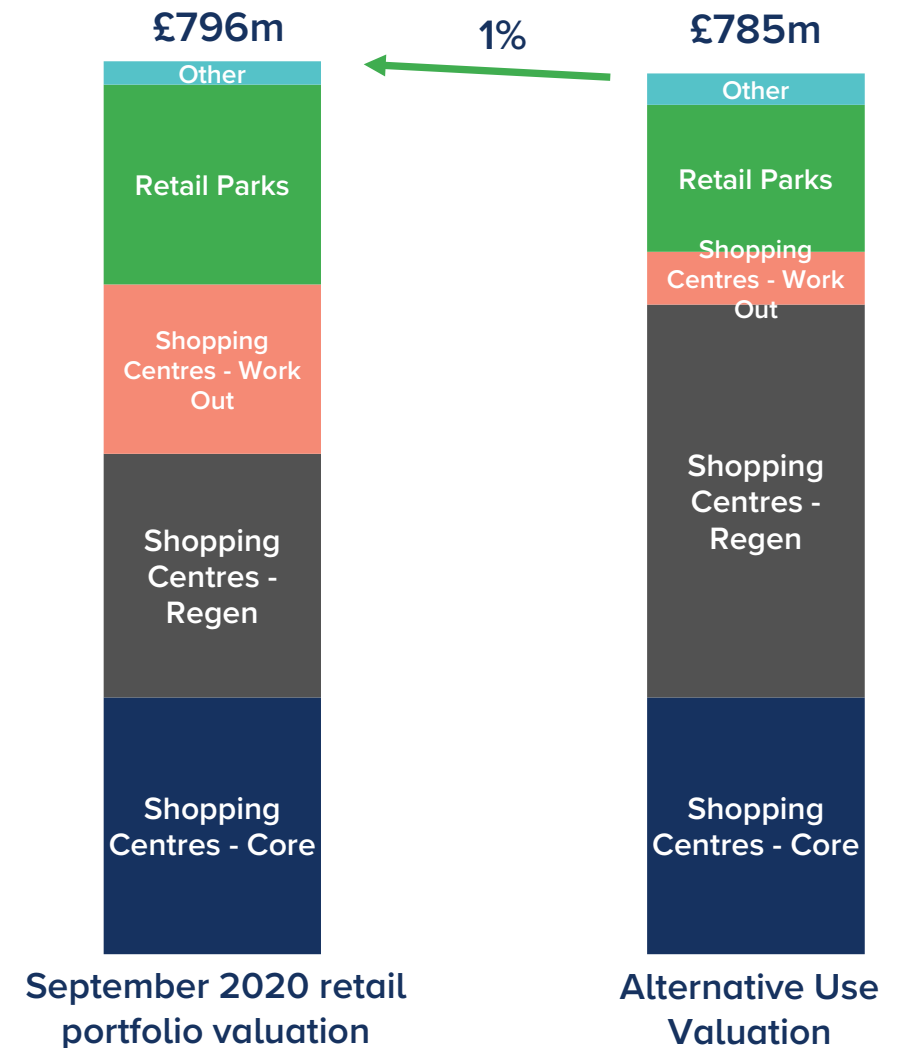 £796m
1%
£785m
Other
Retail Parks
Shopping
Centres - Work
Out
Shopping
Centres -
Regen
Shopping
Centres - Core
September 2020 retail
portfolio valuation
Other
Retail Parks
Shopping
Centres - Work
Out
Shopping
Centres -
Regen
Shopping
Centres - Core
Alternative Use
Valuation